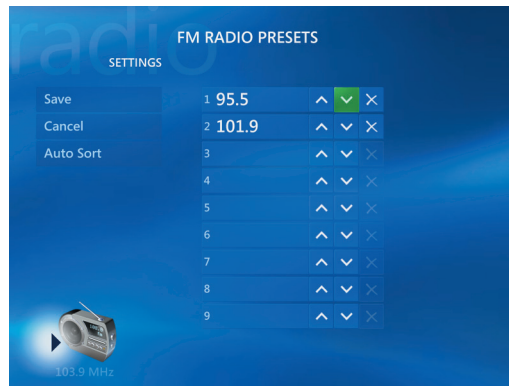 radio
FM RADIO PRESETS
SETTINGS
Save
Cancel
Auto Sort
1 95.5
2 101.9
3
4
5
6
7
8
9
103.9 MHz